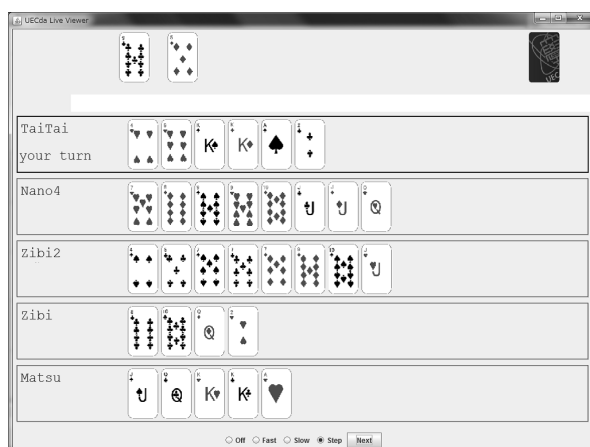 UECda Live Viewer
TaiTai
your turn
Nano4
Zibi2
Zibi
Matsu
Off Fast Slow Step Next